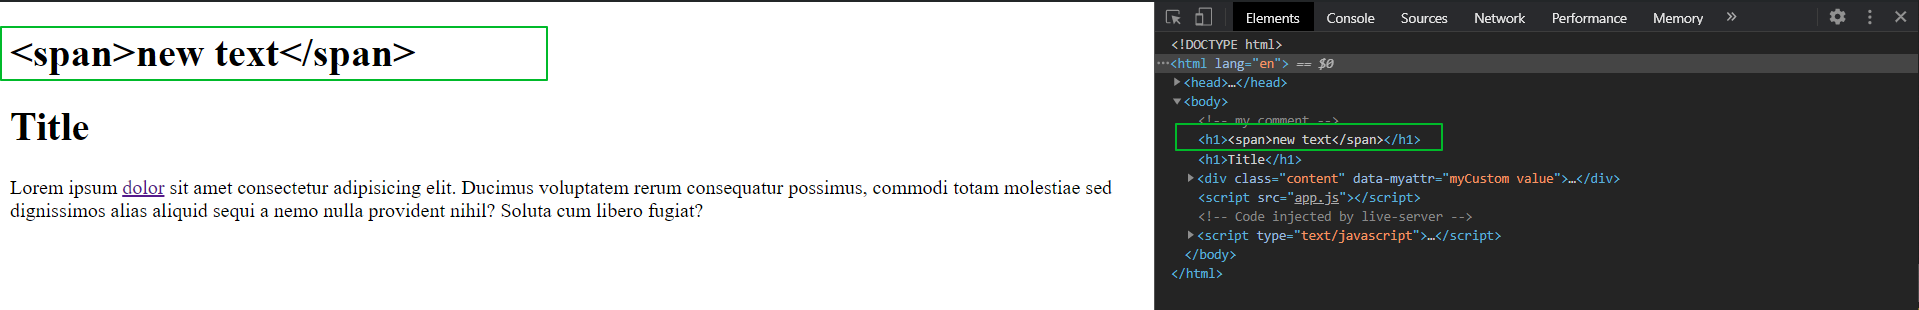 <span>new text</span>
Title
Lorem ipsum dolor sit amet consectetur adipisicing elit. Ducimus voluptatem rerum consequatur possimus, commodi totam molestiae sed
dignissimos alias aliquid sequi a nemo nulla provident nihil? Soluta cum libero fugiat?
Elements Console Sources Network Performance Memory »
<!DOCTYPE html>
…<html lang="en"> == $0
▶<head>…</head>
▼<body>
<!-- my comment -->
<h1><span>new text</span></h1>
<h1>Title</h1>
▶<div class="content" data-myattr="myCustom value">…</div>
<script src="app.js"></script>
<!-- Code injected by live-server -->
▶<script type="text/javascript">…</script>
</body>
</html>